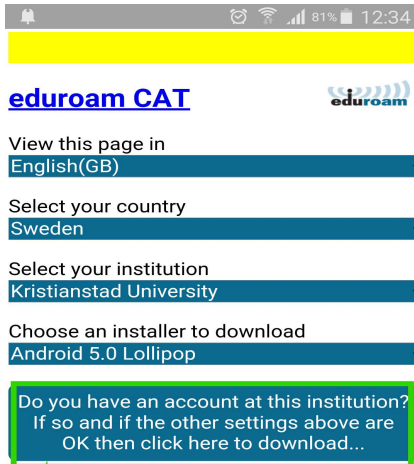 81% 12:34
eduroam CAT
eduroam
View this page in
English(GB)
Select your country
Sweden
Select your institution
Kristianstad University
Choose an installer to download
Android 5.0 Lollipop
Do you have an account at this institution?
If so and if the other settings above are
OK then click here to download...